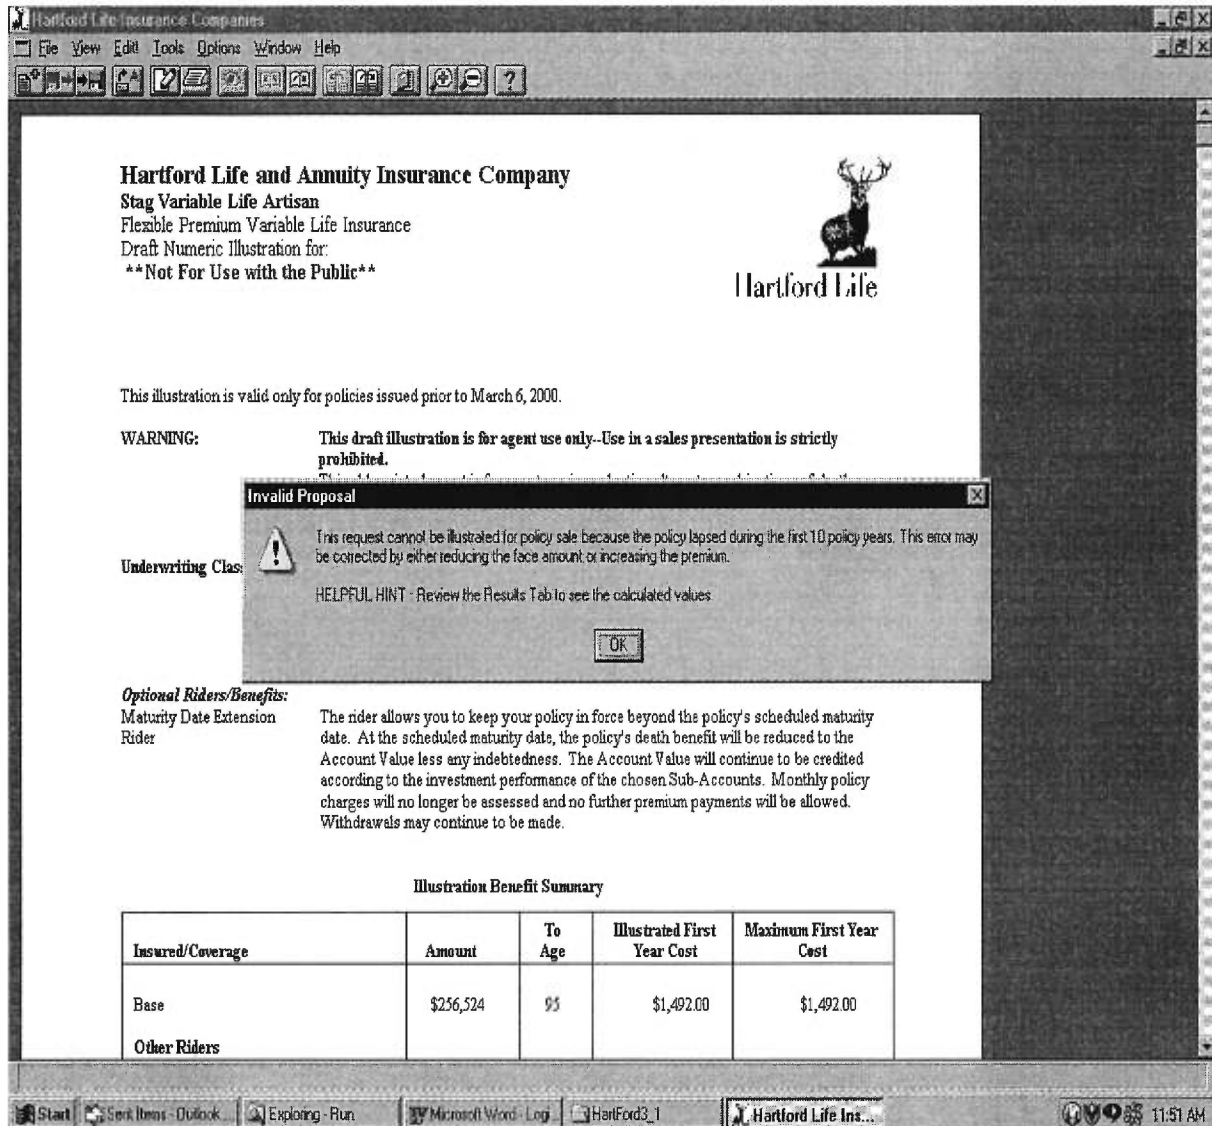 Hartford Life Insurance Companies
File View Edit! Tools Options Window Help
Hartford Life and Annuity Insurance Company
Stag Variable Life Artisan
Flexible Premium Variable Life Insurance
Draft Numeric Illustration for:
**Not For Use with the Public**
Hartford Life
This illustration is valid only for policies issued prior to March 6, 2000.
WARNING: This draft illustration is for agent use only--Use in a sales presentation is strictly
prohibited.
Invalid Proposal
This request cannot be illustrated for policy sale because the policy lapsed during the first 10 policy years. This error may
be corrected by either reducing the face amount or increasing the premium.
HELPFUL HINT - Review the Results Tab to see the calculated values
OK
Underwriting Clas
Optional Riders/Benefits:
Maturity Date Extension Rider
The rider allows you to keep your policy in force beyond the policy's scheduled maturity
date. At the scheduled maturity date, the policy's death benefit will be reduced to the
Account Value less any indebtedness. The Account Value will continue to be credited
according to the investment performance of the chosen Sub-Accounts. Monthly policy
charges will no longer be assessed and no further premium payments will be allowed.
Withdrawals may continue to be made.
Illustration Benefit Summary
Insured/Coverage Amount To Age Illustrated First Year Cost Maximum First Year Cost
Base $256,524 95 $1,492.00 $1,492.00
Other Riders
Start Sent Items - Outlook... Exploring - Run Microsoft Word - Logi... HartFord3_1 Hartford Life Ins... 11:51 AM